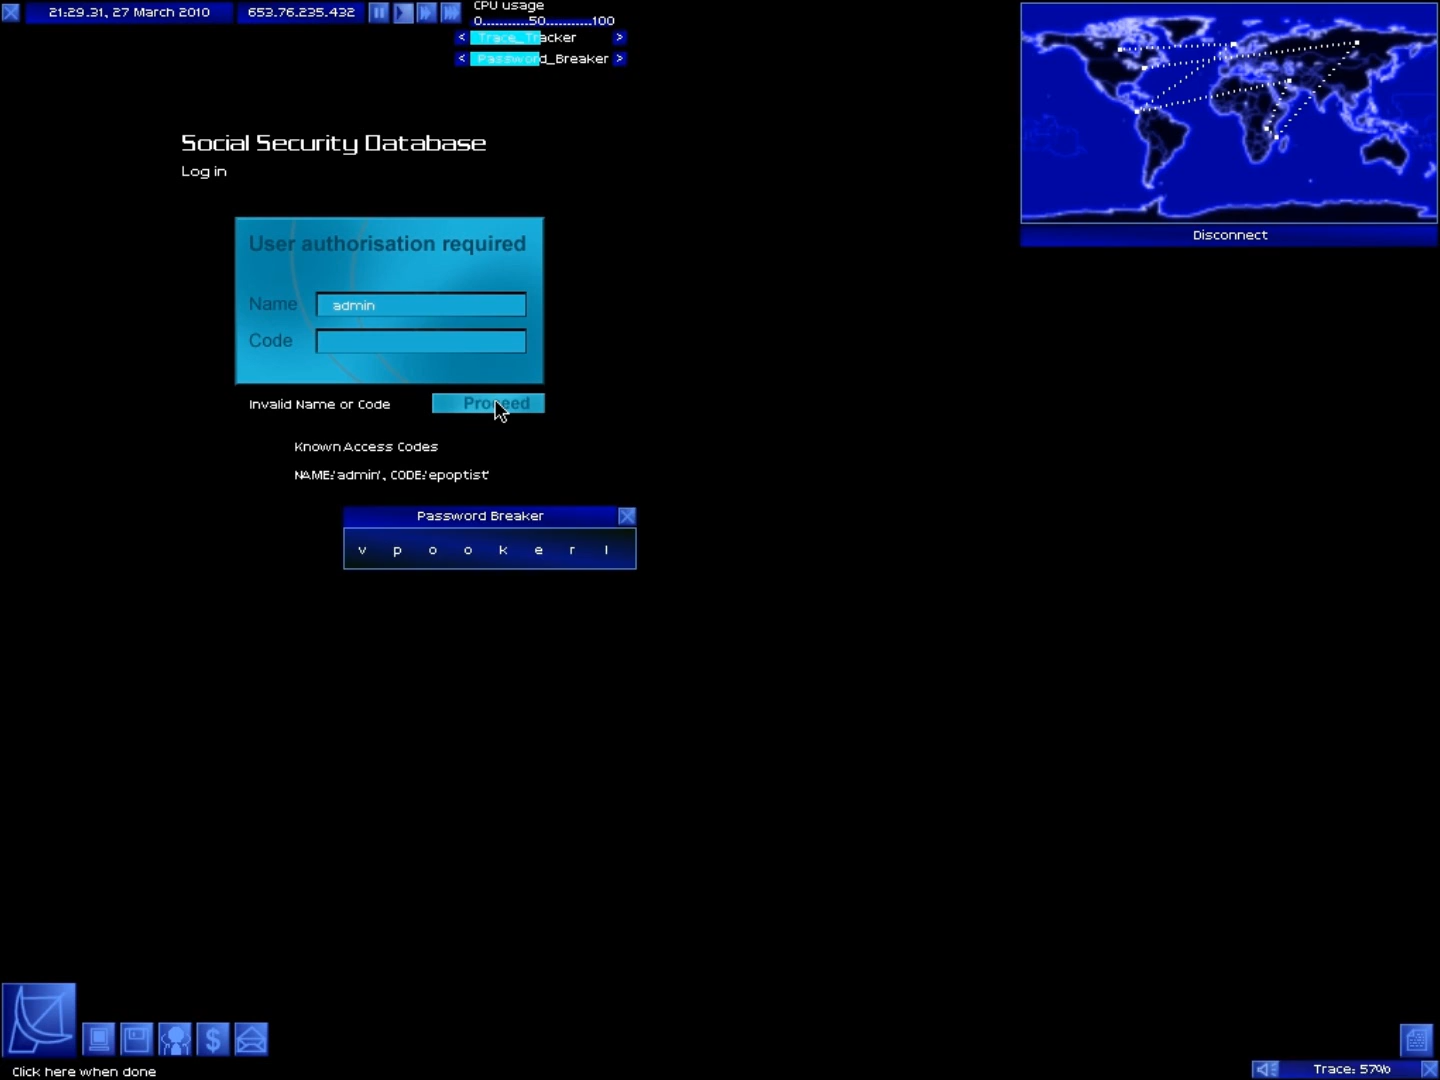 21:29.31, 27 March 2010
653.76.235.432
CPU usage
0............50............100
< Trace_Tracker >
< Password_Breaker >
Social Security Database
Log in
User authorisation required
Name admin
Code
Invalid Name or Code
Proceed
Known Access Codes
NAME:'admin', CODE:'epoptist'
Password Breaker
v p o o k e r l
Disconnect
Click here when done
Trace: 57%